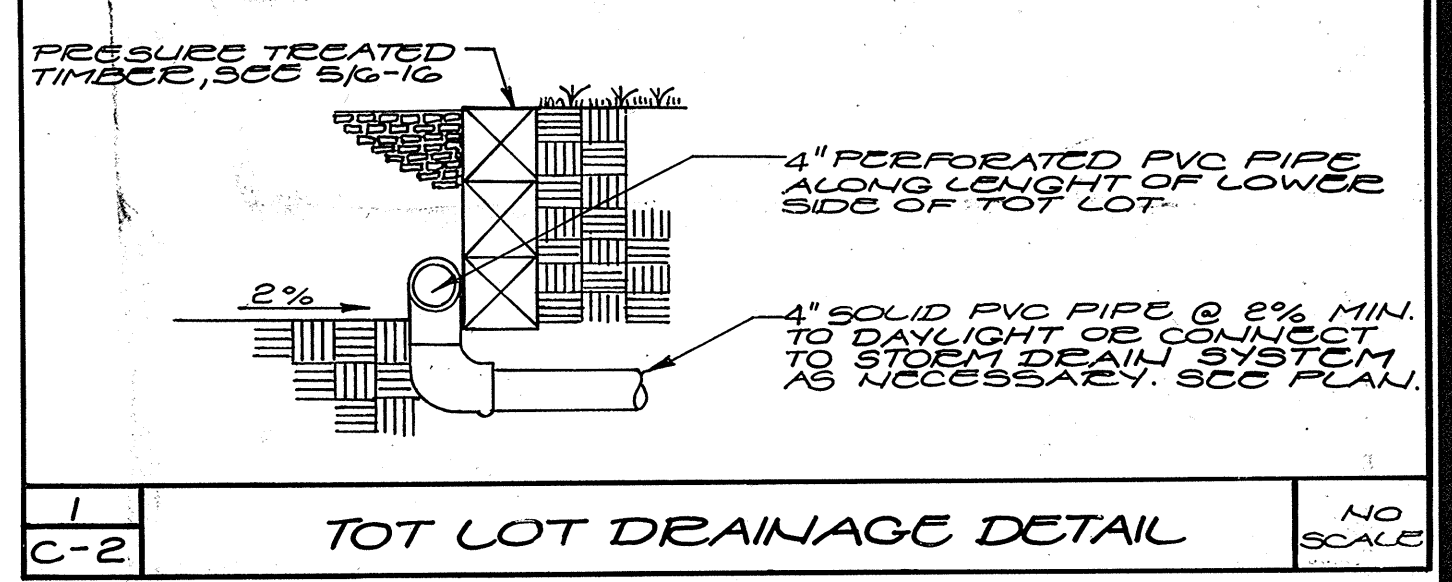 PRESURE TREATED
TIMBER, SEE 5/6-16
4" PERFORATED PVC PIPE
ALONG LENGHT OF LOWER
SIDE OF TOT LOT
2%
4" SOLID PVC PIPE @ 2% MIN.
TO DAYLIGHT OR CONNECT
TO STORM DRAIN SYSTEM
AS NECESSARY. SEE PLAN.
1
C-2
TOT LOT DRAINAGE DETAIL
NO
SCALE